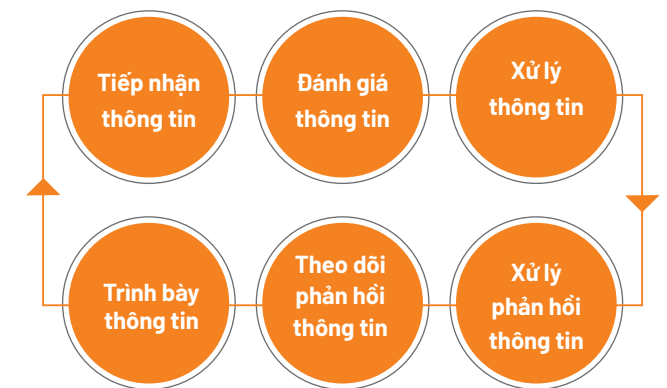 Tiếp nhận
thông tin
Đánh giá
thông tin
Xử lý
thông tin
Trình bày
thông tin
Theo dõi
phản hồi
thông tin
Xử lý
phản hồi
thông tin